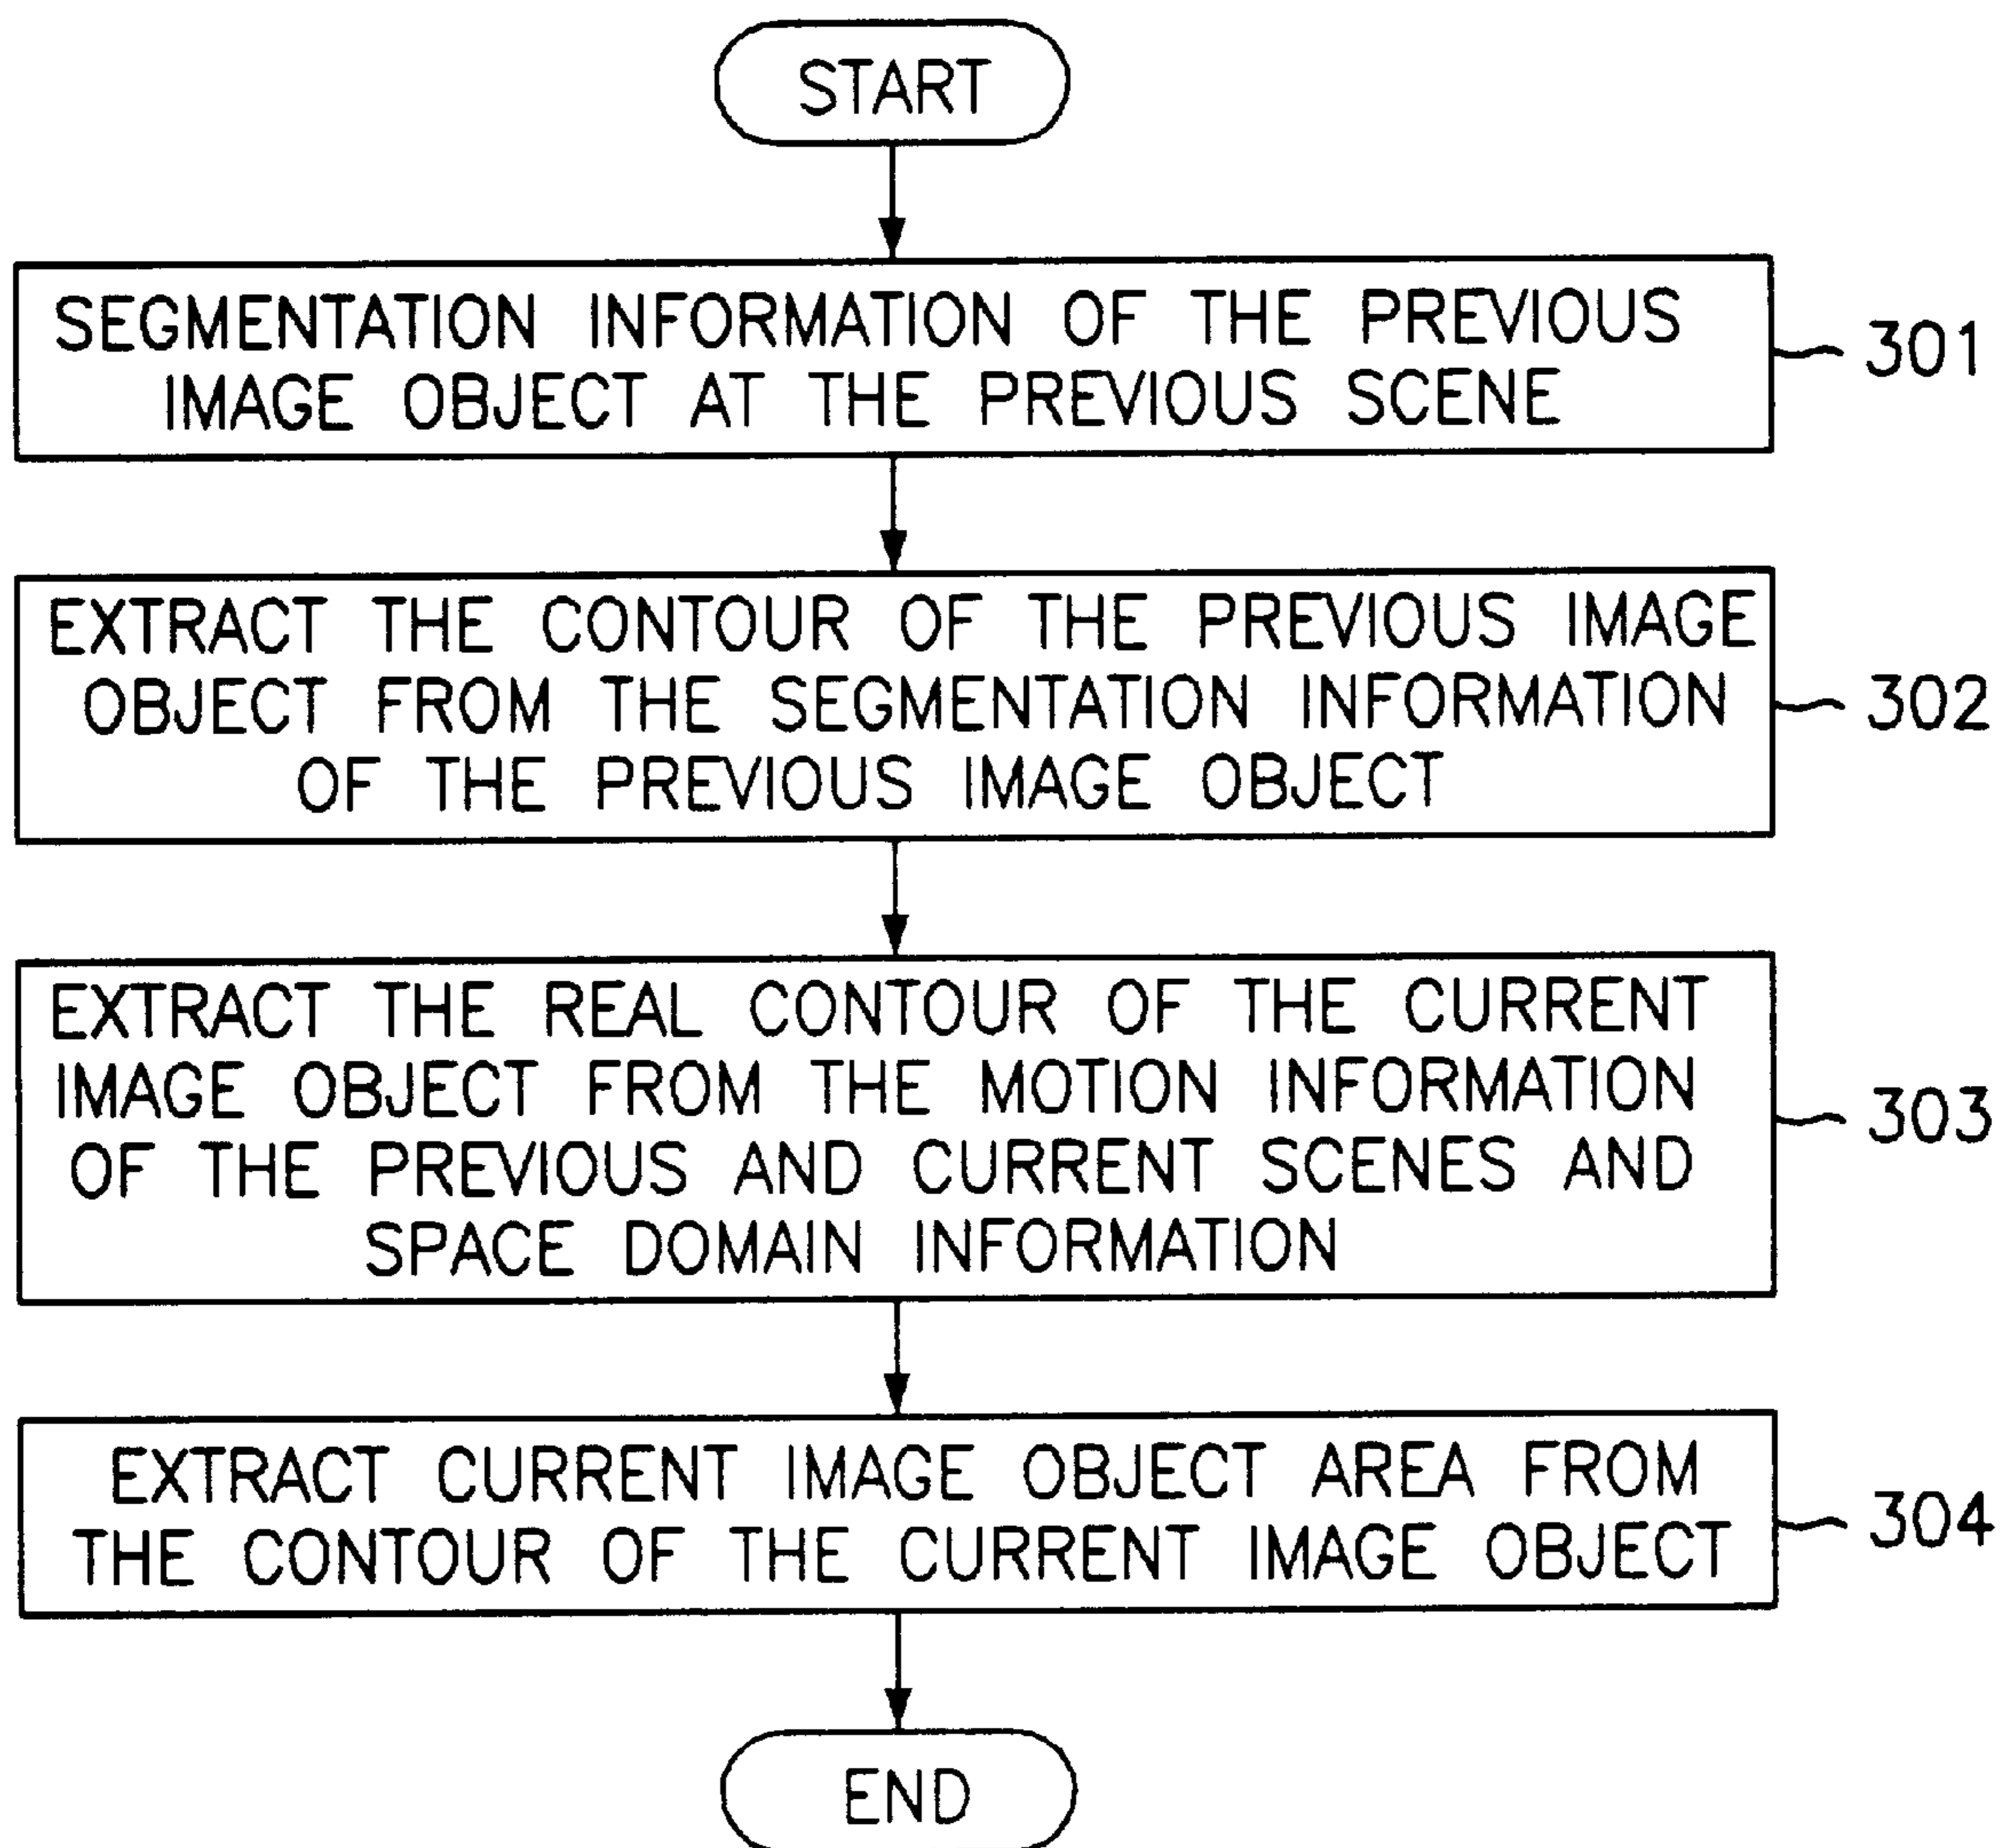 START
SEGMENTATION INFORMATION OF THE PREVIOUS
IMAGE OBJECT AT THE PREVIOUS SCENE
301
EXTRACT THE CONTOUR OF THE PREVIOUS IMAGE
OBJECT FROM THE SEGMENTATION INFORMATION
OF THE PREVIOUS IMAGE OBJECT
302
EXTRACT THE REAL CONTOUR OF THE CURRENT
IMAGE OBJECT FROM THE MOTION INFORMATION
OF THE PREVIOUS AND CURRENT SCENES AND
SPACE DOMAIN INFORMATION
303
EXTRACT CURRENT IMAGE OBJECT AREA FROM
THE CONTOUR OF THE CURRENT IMAGE OBJECT
304
END